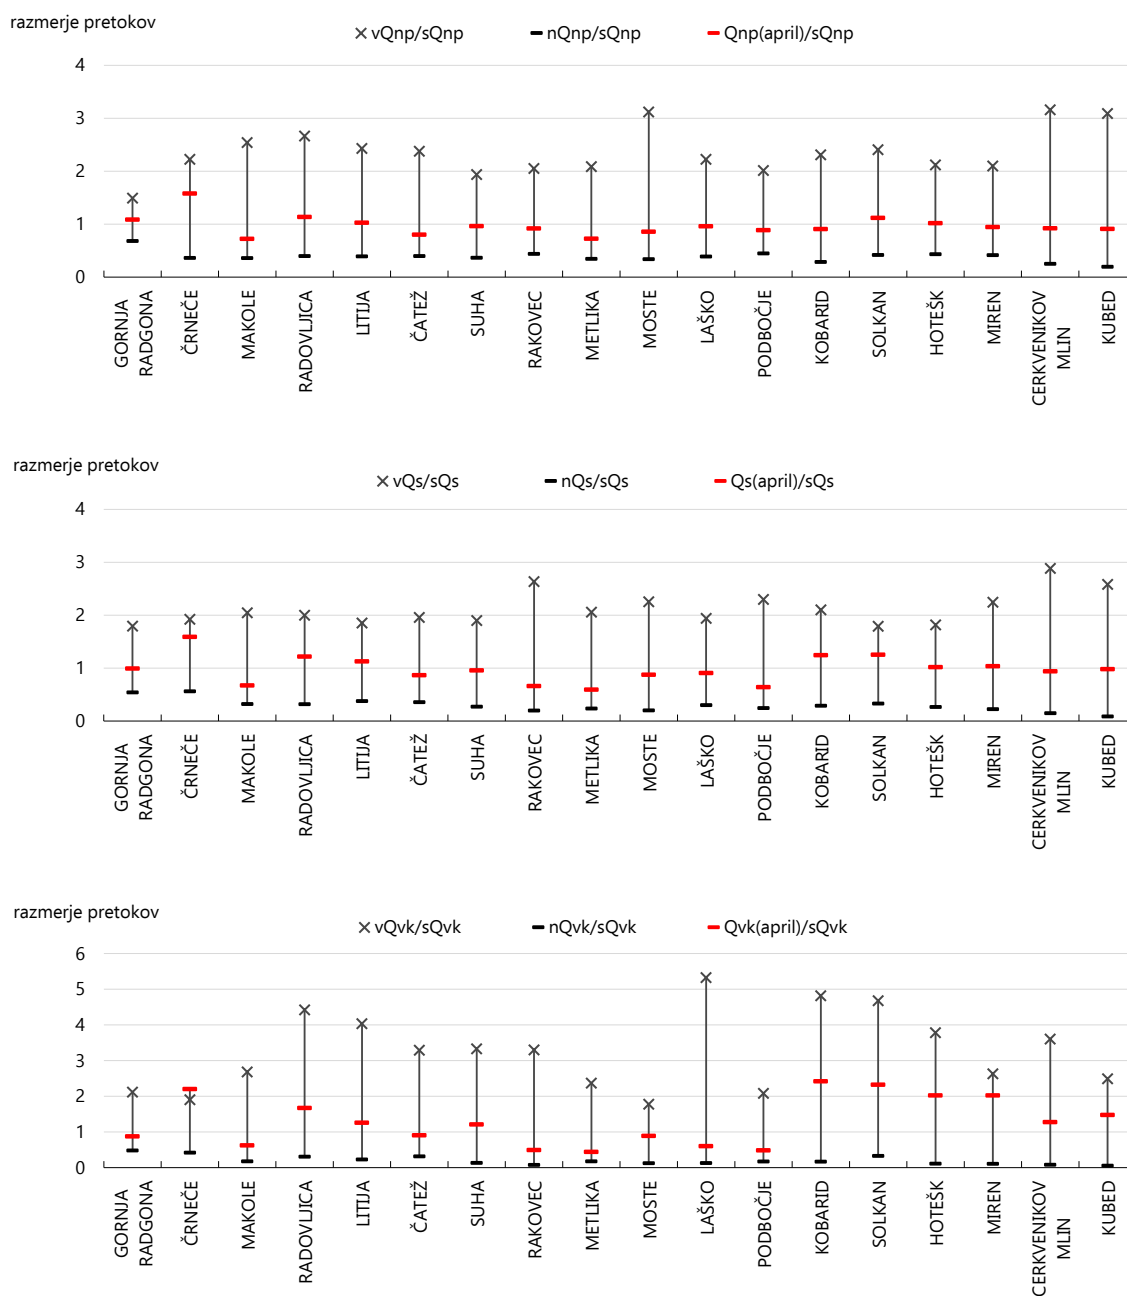 razmerje pretokov
vQnp/sQnp nQnp/sQnp Qnp(april)/sQnp
4
3
2
1
0
GORNJA
RADGONA
ČRNEČE
MAKOLE
RADOVLJICA
LITIJA
ČATEŽ
SUHA
RAKOVEC
METLIKA
MOSTE
LAŠKO
PODBOČJE
KOBARID
SOLKAN
HOTEŠK
MIREN
CERKVENIKOV
MLIN
KUBED
razmerje pretokov
vQs/sQs nQs/sQs Qs(april)/sQs
4
3
2
1
0
GORNJA
RADGONA
ČRNEČE
MAKOLE
RADOVLJICA
LITIJA
ČATEŽ
SUHA
RAKOVEC
METLIKA
MOSTE
LAŠKO
PODBOČJE
KOBARID
SOLKAN
HOTEŠK
MIREN
CERKVENIKOV
MLIN
KUBED
razmerje pretokov
vQvk/sQvk nQvk/sQvk Qvk(april)/sQvk
6
5
4
3
2
1
0
GORNJA
RADGONA
ČRNEČE
MAKOLE
RADOVLJICA
LITIJA
ČATEŽ
SUHA
RAKOVEC
METLIKA
MOSTE
LAŠKO
PODBOČJE
KOBARID
SOLKAN
HOTEŠK
MIREN
CERKVENIKOV
MLIN
KUBED